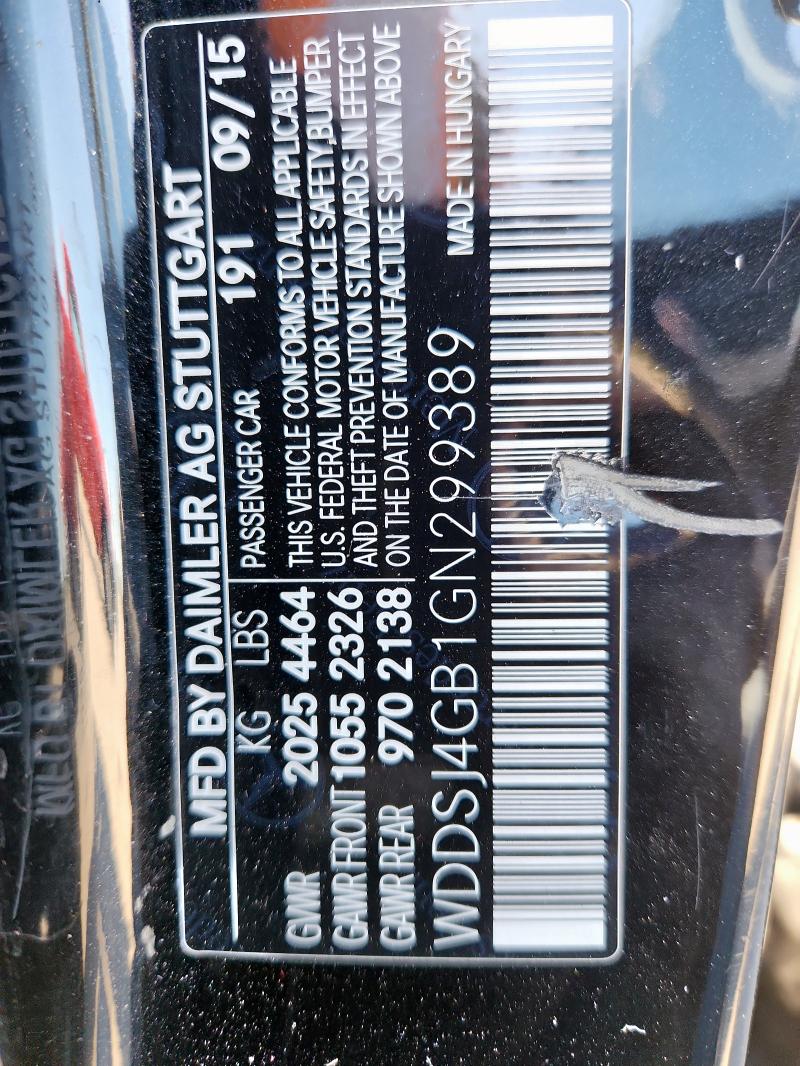 MFD BY DAIMLER AG STUTTGART
KG LBS PASSENGER CAR 191 09/15
GWR 2025 4464 THIS VEHICLE CONFORMS TO ALL APPLICABLE
GAWR FRONT 1055 2326 U.S. FEDERAL MOTOR VEHICLE SAFETY,BUMPER
GAWR REAR 970 2138 AND THEFT PREVENTION STANDARDS IN EFFECT
ON THE DATE OF MANUFACTURE SHOWN ABOVE
WDDSJ4GB1GN299389 MADE IN HUNGARY